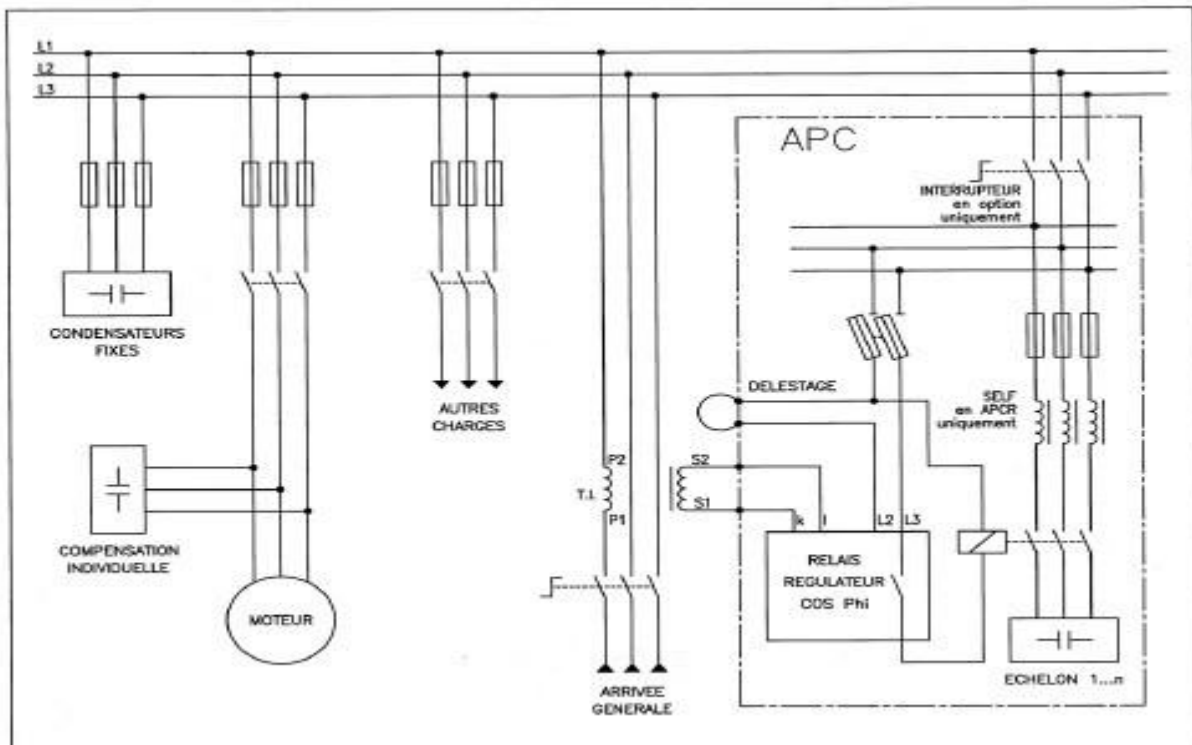 L1
L2
L3
APC
INTERRUPTEUR
en option
uniquement
CONDENSATEURS
FIXES
DELESTAGE
SELF
en APCR
uniquement
AUTRES
CHARGES
P2
T.I.
P1
S2
S1
k
l
L2
L3
COMPENSATION
INDIVIDUELLE
RELAIS
REGULATEUR
COS Phi
MOTEUR
ARRIVEE
GENERALE
ECHELON 1...n